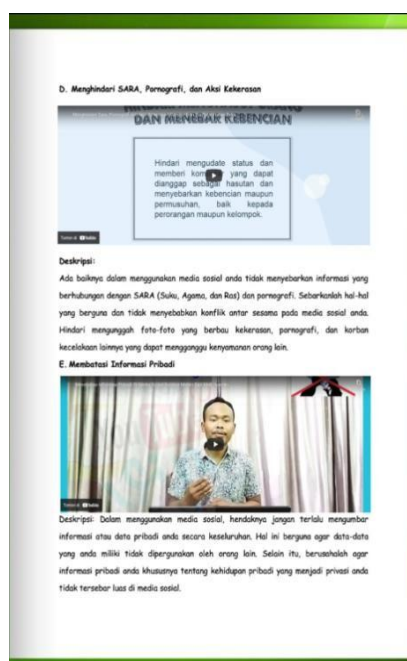 D. Menghindari SARA, Pornografi, dan Aksi Kekerasan
DAN MENEBAR KEBENCIAN
Hindari mengudate status dan
memberi yang dapat
dianggap sebagai hasutan dan
menyebarkan kebencian maupun
permusuhan, baik kepada
perorangan maupun kelompok.
Deskripsi:
Ada baiknya dalam menggunakan media sosial anda tidak menyebarkan informasi yang
berhubungan dengan SARA (Suku, Agama, dan Ras) dan pornografi. Sebarkanlah hal-hal
yang berguna dan tidak menyebabkan konflik antar sesama pada media sosial anda.
Hindari mengunggah foto-foto yang berbau kekerasan, pornografi, dan korban
kecelakaan lainnya yang dapat mengganggu kenyamanan orang lain.
E. Membatasi Informasi Pribadi
Deskripsi: Dalam menggunakan media sosial, hendaknya jangan terlalu mengumbar
informasi atau data pribadi anda secara keseluruhan. Hal ini berguna agar data-data
yang anda miliki tidak dipergunakan oleh orang lain. Selain itu, berusahalah agar
informasi pribadi anda khususnya tentang kehidupan pribadi yang menjadi privasi anda
tidak tersebar luas di media sosial.